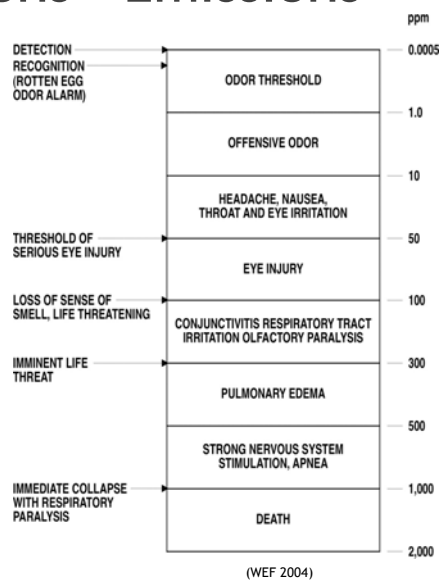 ppm
DETECTION
0.0005
RECOGNITION
(ROTTEN EGG
ODOR ALARM)
ODOR THRESHOLD
1.0
OFFENSIVE ODOR
10
HEADACHE, NAUSEA,
THROAT AND EYE IRRITATION
THRESHOLD OF
SERIOUS EYE INJURY
50
EYE INJURY
LOSS OF SENSE OF
SMELL, LIFE THREATENING
100
CONJUNCTIVITIS RESPIRATORY TRACT
IRRITATION OLFACTORY PARALYSIS
IMMINENT LIFE
THREAT
300
PULMONARY EDEMA
500
STRONG NERVOUS SYSTEM
STIMULATION, APNEA
IMMEDIATE COLLAPSE
WITH RESPIRATORY
PARALYSIS
1,000
DEATH
2,000
(WEF 2004)